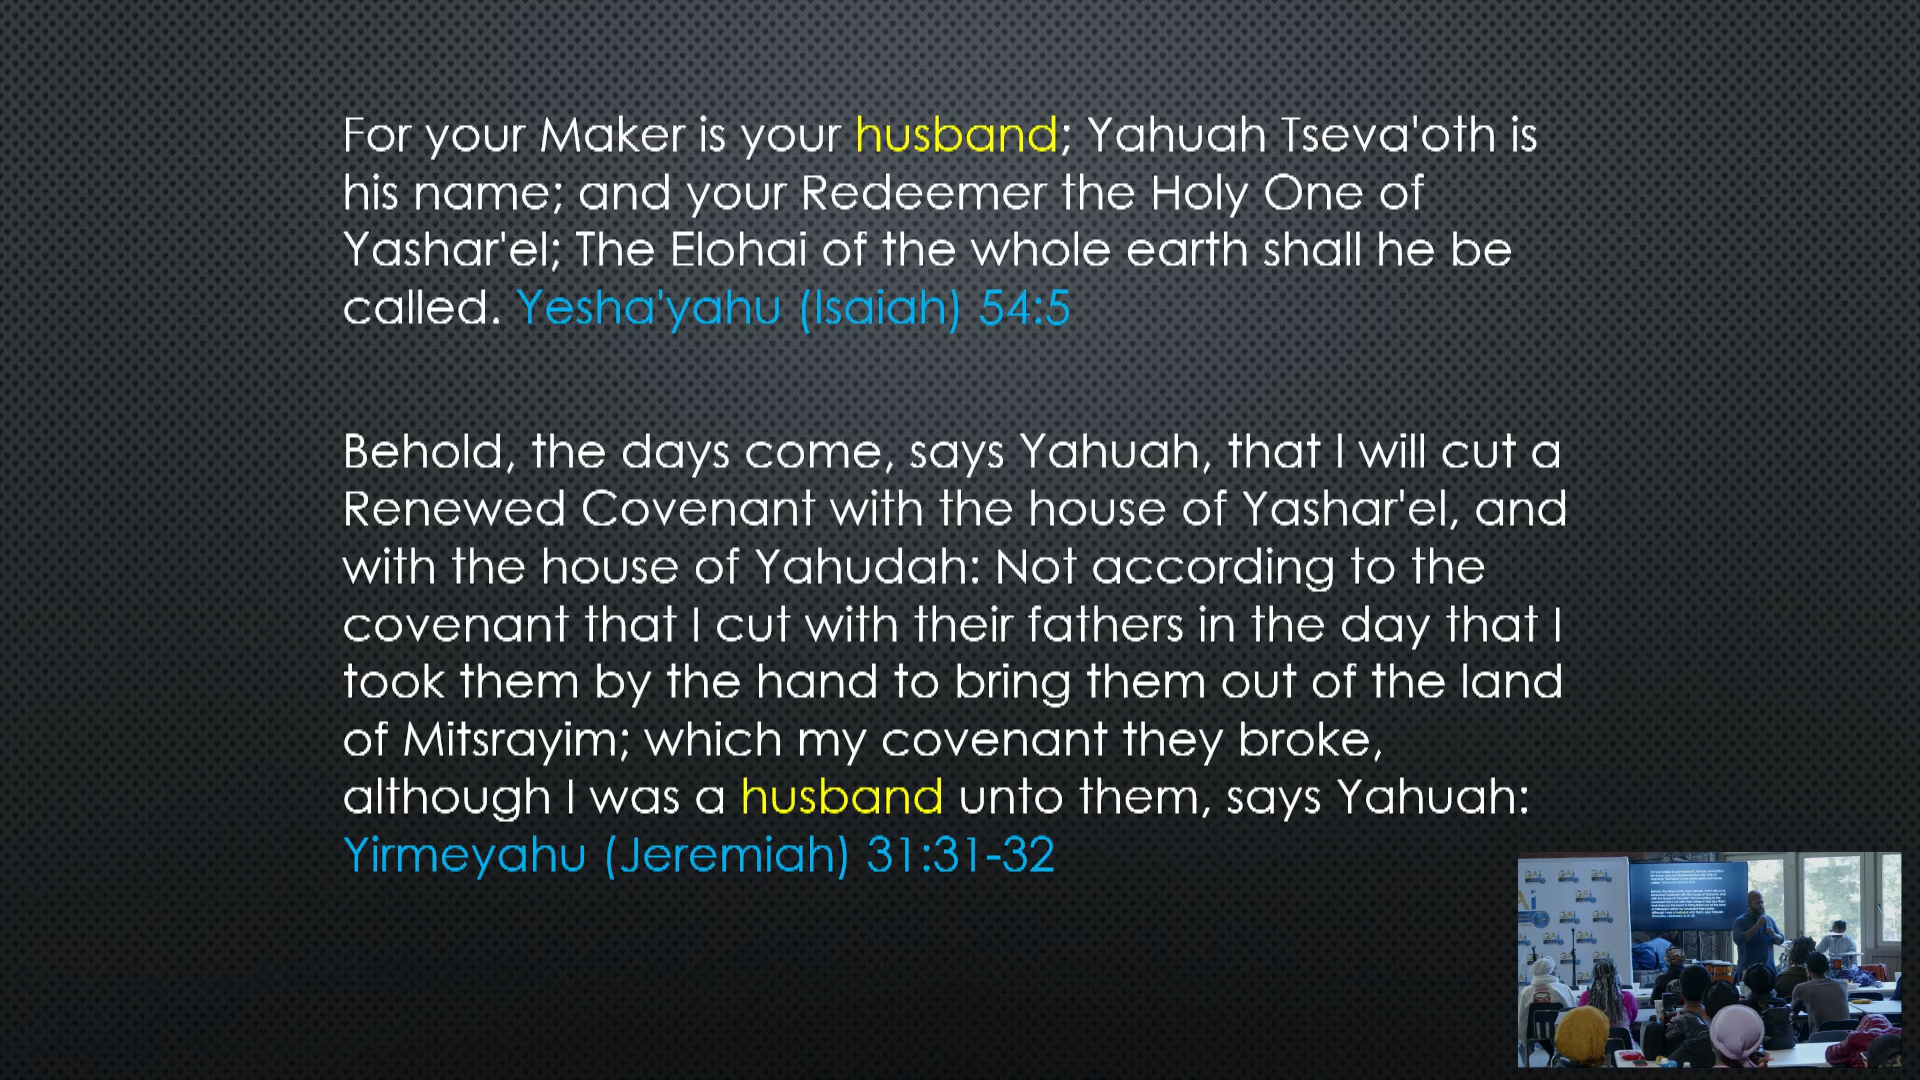 For your Maker is your husband; Yahuah Tseva'oth is
his name; and your Redeemer the Holy One of
Yashar'el; The Elohai of the whole earth shall he be
called. Yesha'yahu (Isaiah) 54:5
Behold, the days come, says Yahuah, that I will cut a
Renewed Covenant with the house of Yashar'el, and
with the house of Yahudah: Not according to the
covenant that I cut with their fathers in the day that I
took them by the hand to bring them out of the land
of Mitsrayim; which my covenant they broke,
although I was a husband unto them, says Yahuah:
Yirmeyahu (Jeremiah) 31:31-32